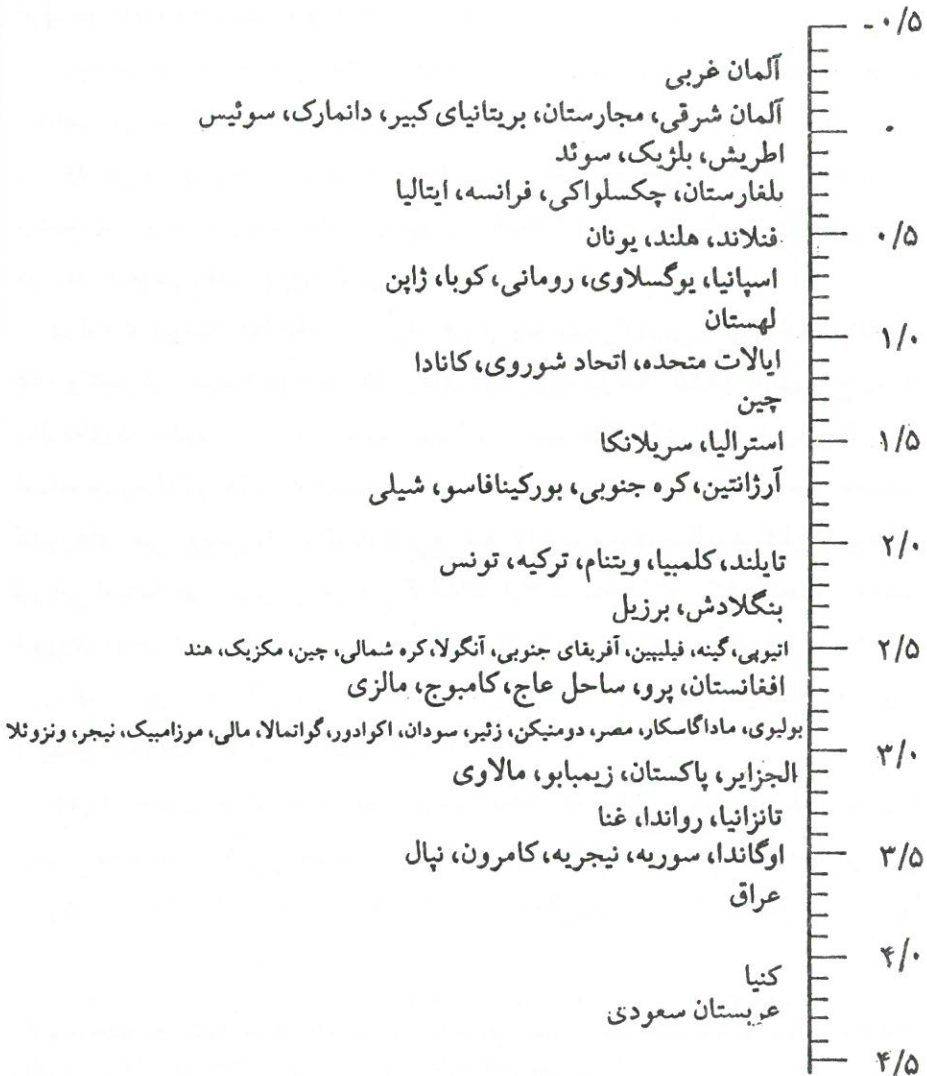 - ۰/۵
آلمان غربی
آلمان شرقی، مجارستان، بریتانیای کبیر، دانمارک، سوئیس
۰
اطریش، بلژیک، سوئد
بلغارستان، چکسلواکی، فرانسه، ایتالیا
فنلاند، هلند، یونان
۰/۵
اسپانیا، یوگسلاوی، رومانی، کوبا، ژاپن
لهستان
۱/۰
ایالات متحده، اتحاد شوروی، کانادا
چین
استرالیا، سریلانکا
۱/۵
آرژانتین، کره جنوبی، بورکینافاسو، شیلی
۲/۰
تایلند، کلمبیا، ویتنام، ترکیه، تونس
بنگلادش، برزیل
اتیوپی، گینه، فیلیپین، آفریقای جنوبی، آنگولا، کره شمالی، چین، مکزیک، هند
۲/۵
افغانستان، پرو، ساحل عاج، کامبوج، مالزی
بولیوی، ماداگاسکار، مصر، دومنیکن، زئیر، سودان، اکوادور، گواتمالا، مالی، موزامبیک، نیجر، ونزوئلا
۳/۰
الجزایر، پاکستان، زیمبابو، مالاوی
تانزانیا، رواندا، غنا
اوگاندا، سوریه، نیجریه، کامرون، نپال
۳/۵
عراق
۴/۰
کنیا
عربستان سعودی
۴/۵